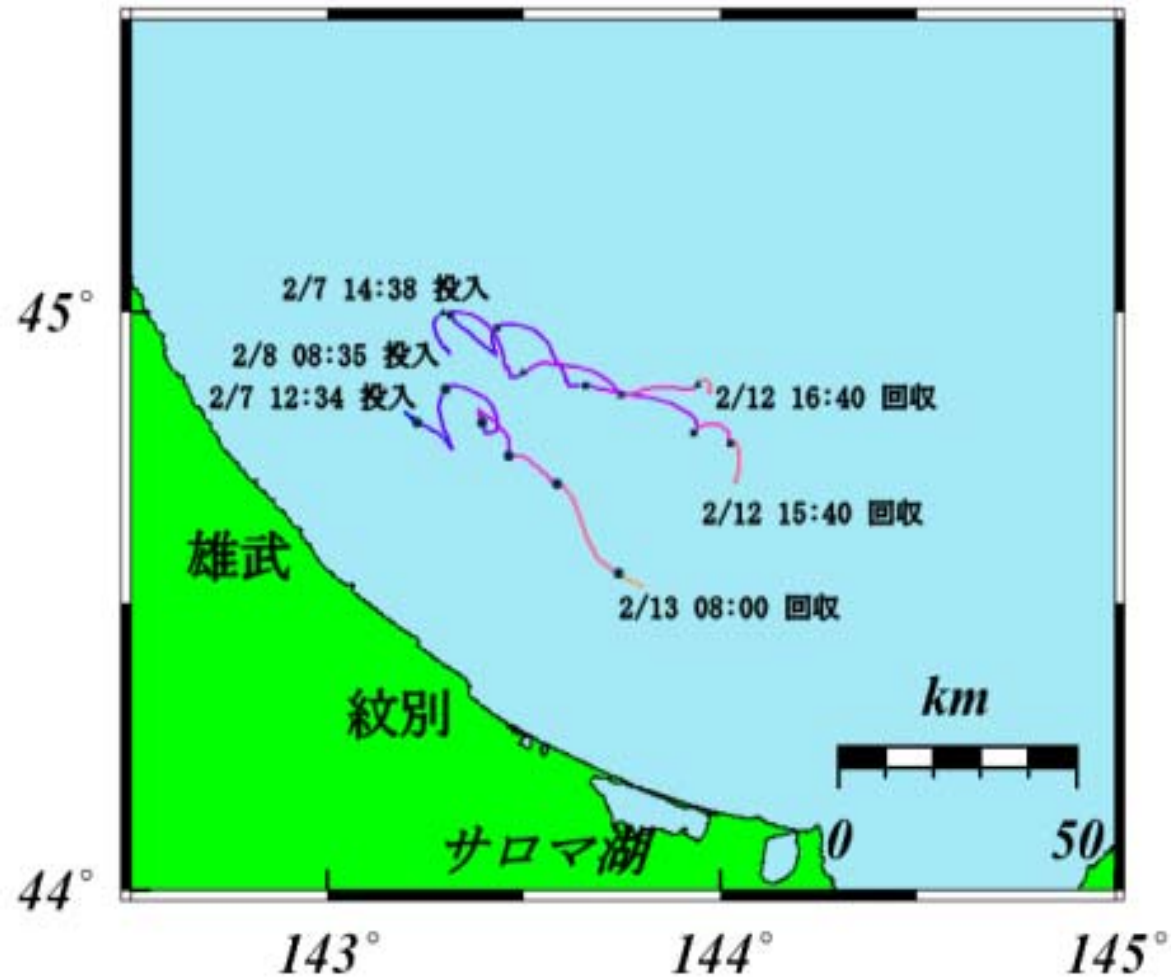 45°
2/7 14:38 投入
2/8 08:35 投入
2/7 12:34 投入
2/12 16:40 回収
2/12 15:40 回収
2/13 08:00 回収
雄武
紋別
サロマ湖
km
0 50
44°
143° 144° 145°